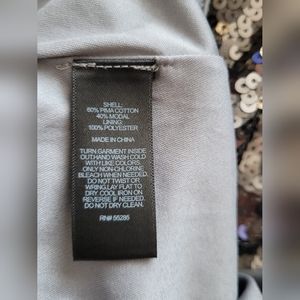 SHELL:
60% PIMA COTTON
40% MODAL
LINING:
100% POLYESTER
MADE IN CHINA
TURN GARMENT INSIDE
OUT.HAND WASH COLD
WITH LIKE COLORS.
ONLY NON-CHLORINE
BLEACH WHEN NEEDED.
DO NOT TWIST OR
WRING.LAY FLAT TO
DRY. COOL IRON ON
REVERSE IF NEEDED.
DO NOT DRY CLEAN.
RN# 55285